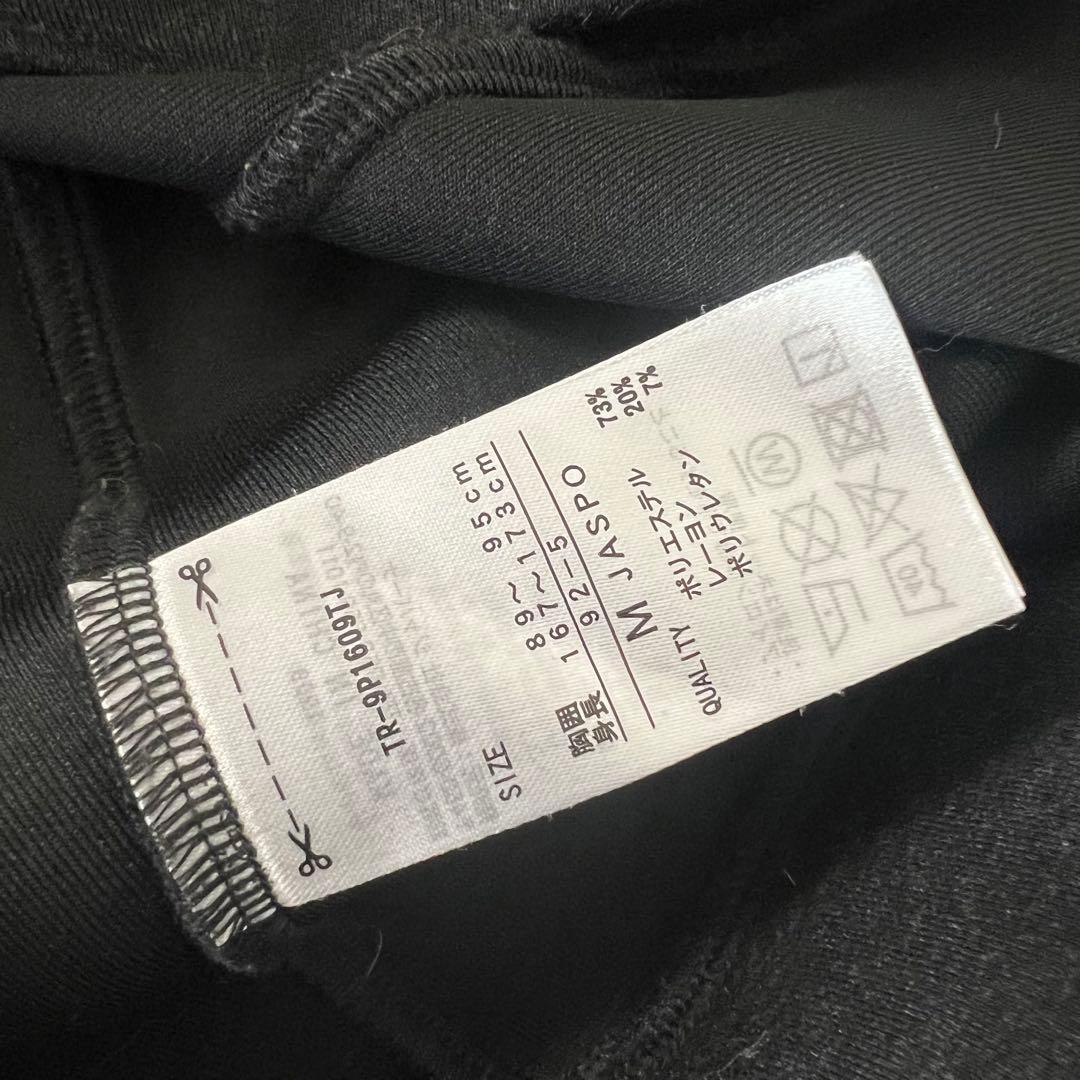 TR-9P1609TJ
SIZE
胸囲 89〜 95cm
身長 167〜173cm
92-5
M JASPO
QUALITY ポリエステル 73%
レーヨン 20%
ポリウレタン 7%